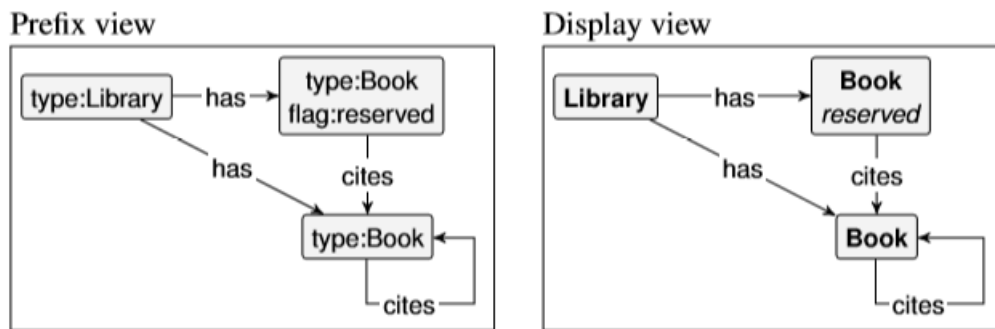 Prefix view
type:Library
has
type:Book
flag:reserved
has
cites
type:Book
cites
Display view
Library
has
Book
reserved
has
cites
Book
cites